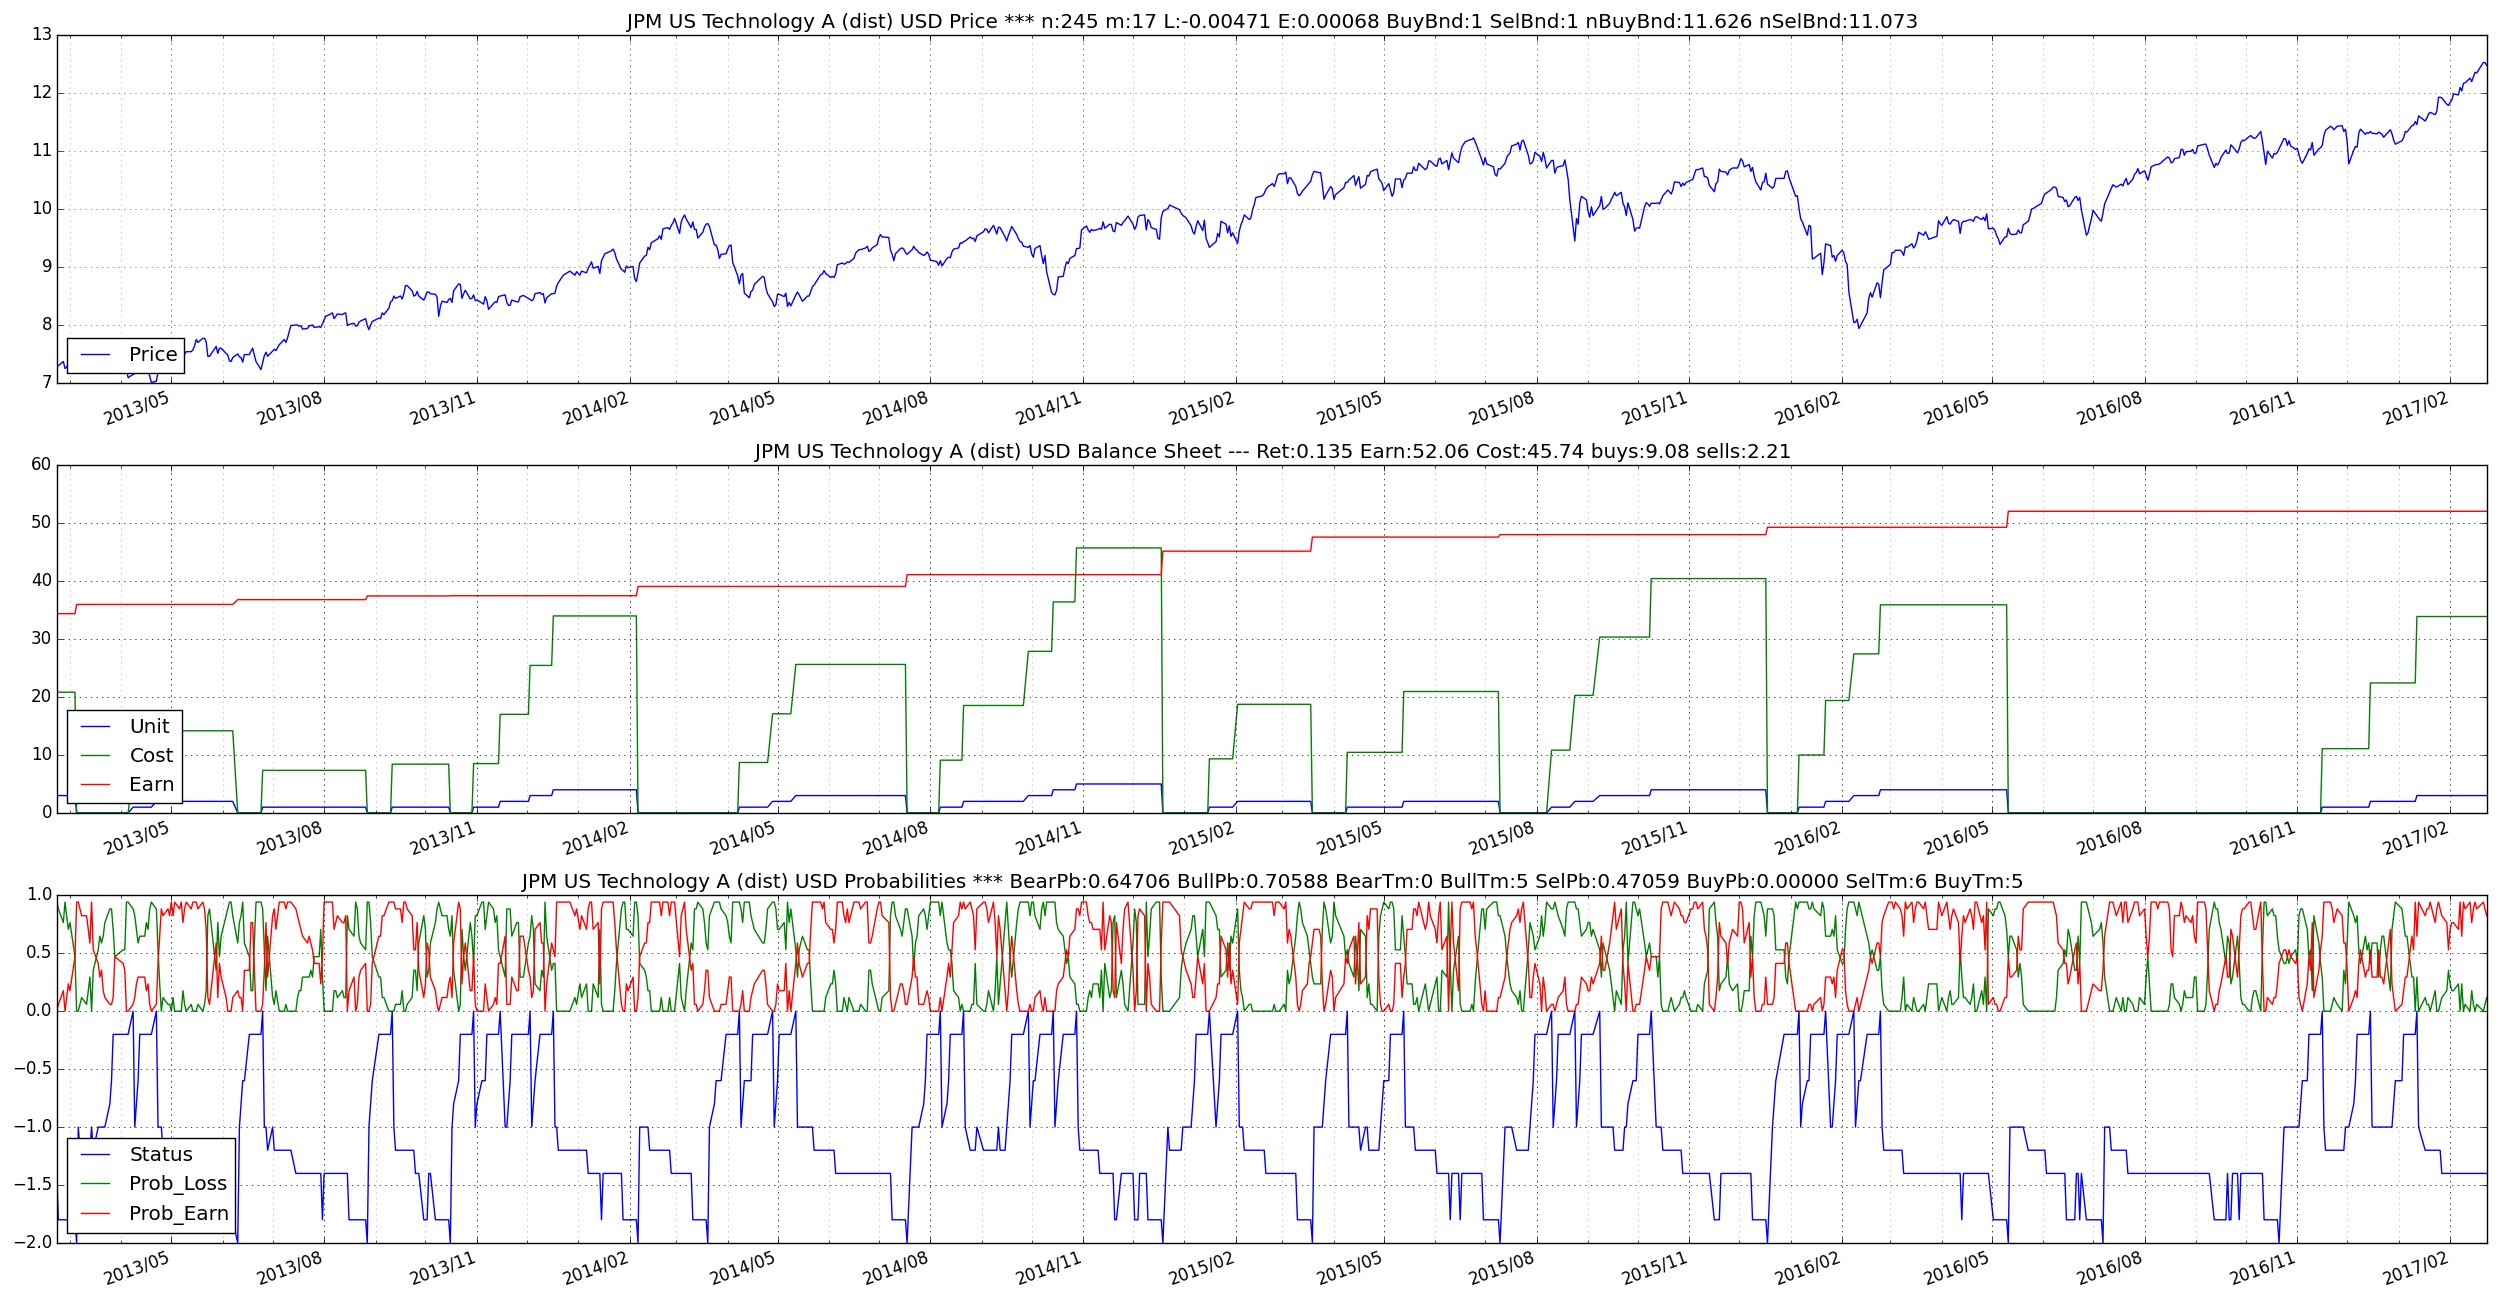 JPM US Technology A (dist) USD Price *** n:245 m:17 L:-0.00471 E:0.00068 BuyBnd:1 SelBnd:1 nBuyBnd:11.626 nSelBnd:11.073
13
12
11
10
9
8
7
Price
2013/05 2013/08 2013/11 2014/02 2014/05 2014/08 2014/11 2015/02 2015/05 2015/08 2015/11 2016/02 2016/05 2016/08 2016/11 2017/02
JPM US Technology A (dist) USD Balance Sheet --- Ret:0.135 Earn:52.06 Cost:45.74 buys:9.08 sells:2.21
60
50
40
30
20
10
0
Unit
Cost
Earn
2013/05 2013/08 2013/11 2014/02 2014/05 2014/08 2014/11 2015/02 2015/05 2015/08 2015/11 2016/02 2016/05 2016/08 2016/11 2017/02
JPM US Technology A (dist) USD Probabilities *** BearPb:0.64706 BullPb:0.70588 BearTm:0 BullTm:5 SelPb:0.47059 BuyPb:0.00000 SelTm:6 BuyTm:5
1.0
0.5
0.0
−0.5
−1.0
−1.5
−2.0
Status
Prob_Loss
Prob_Earn
2013/05 2013/08 2013/11 2014/02 2014/05 2014/08 2014/11 2015/02 2015/05 2015/08 2015/11 2016/02 2016/05 2016/08 2016/11 2017/02